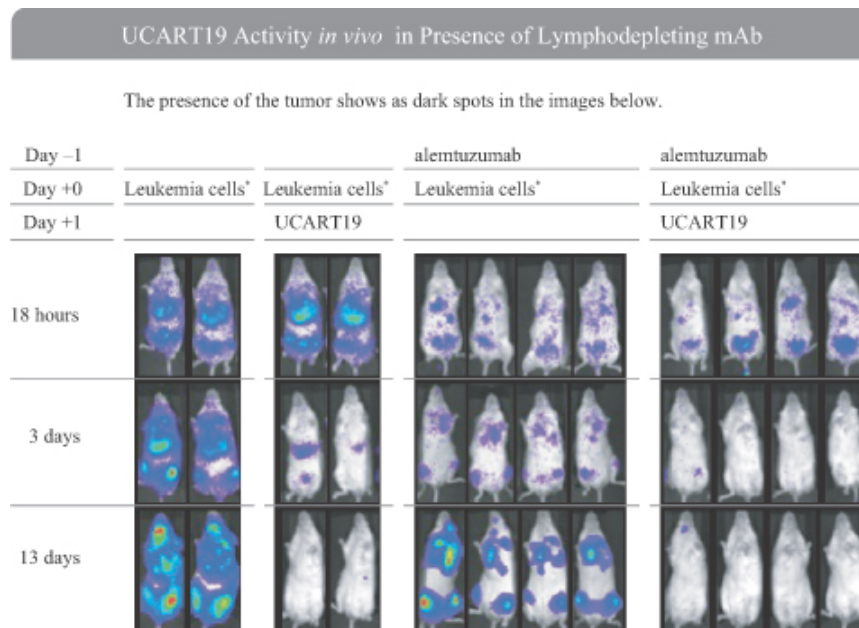 UCART19 Activity in vivo in Presence of Lymphodepleting mAb
The presence of the tumor shows as dark spots in the images below.
Day –1 alemtuzumab alemtuzumab
Day +0 Leukemia cells* Leukemia cells* Leukemia cells* Leukemia cells*
Day +1 UCART19 UCART19
18 hours
3 days
13 days